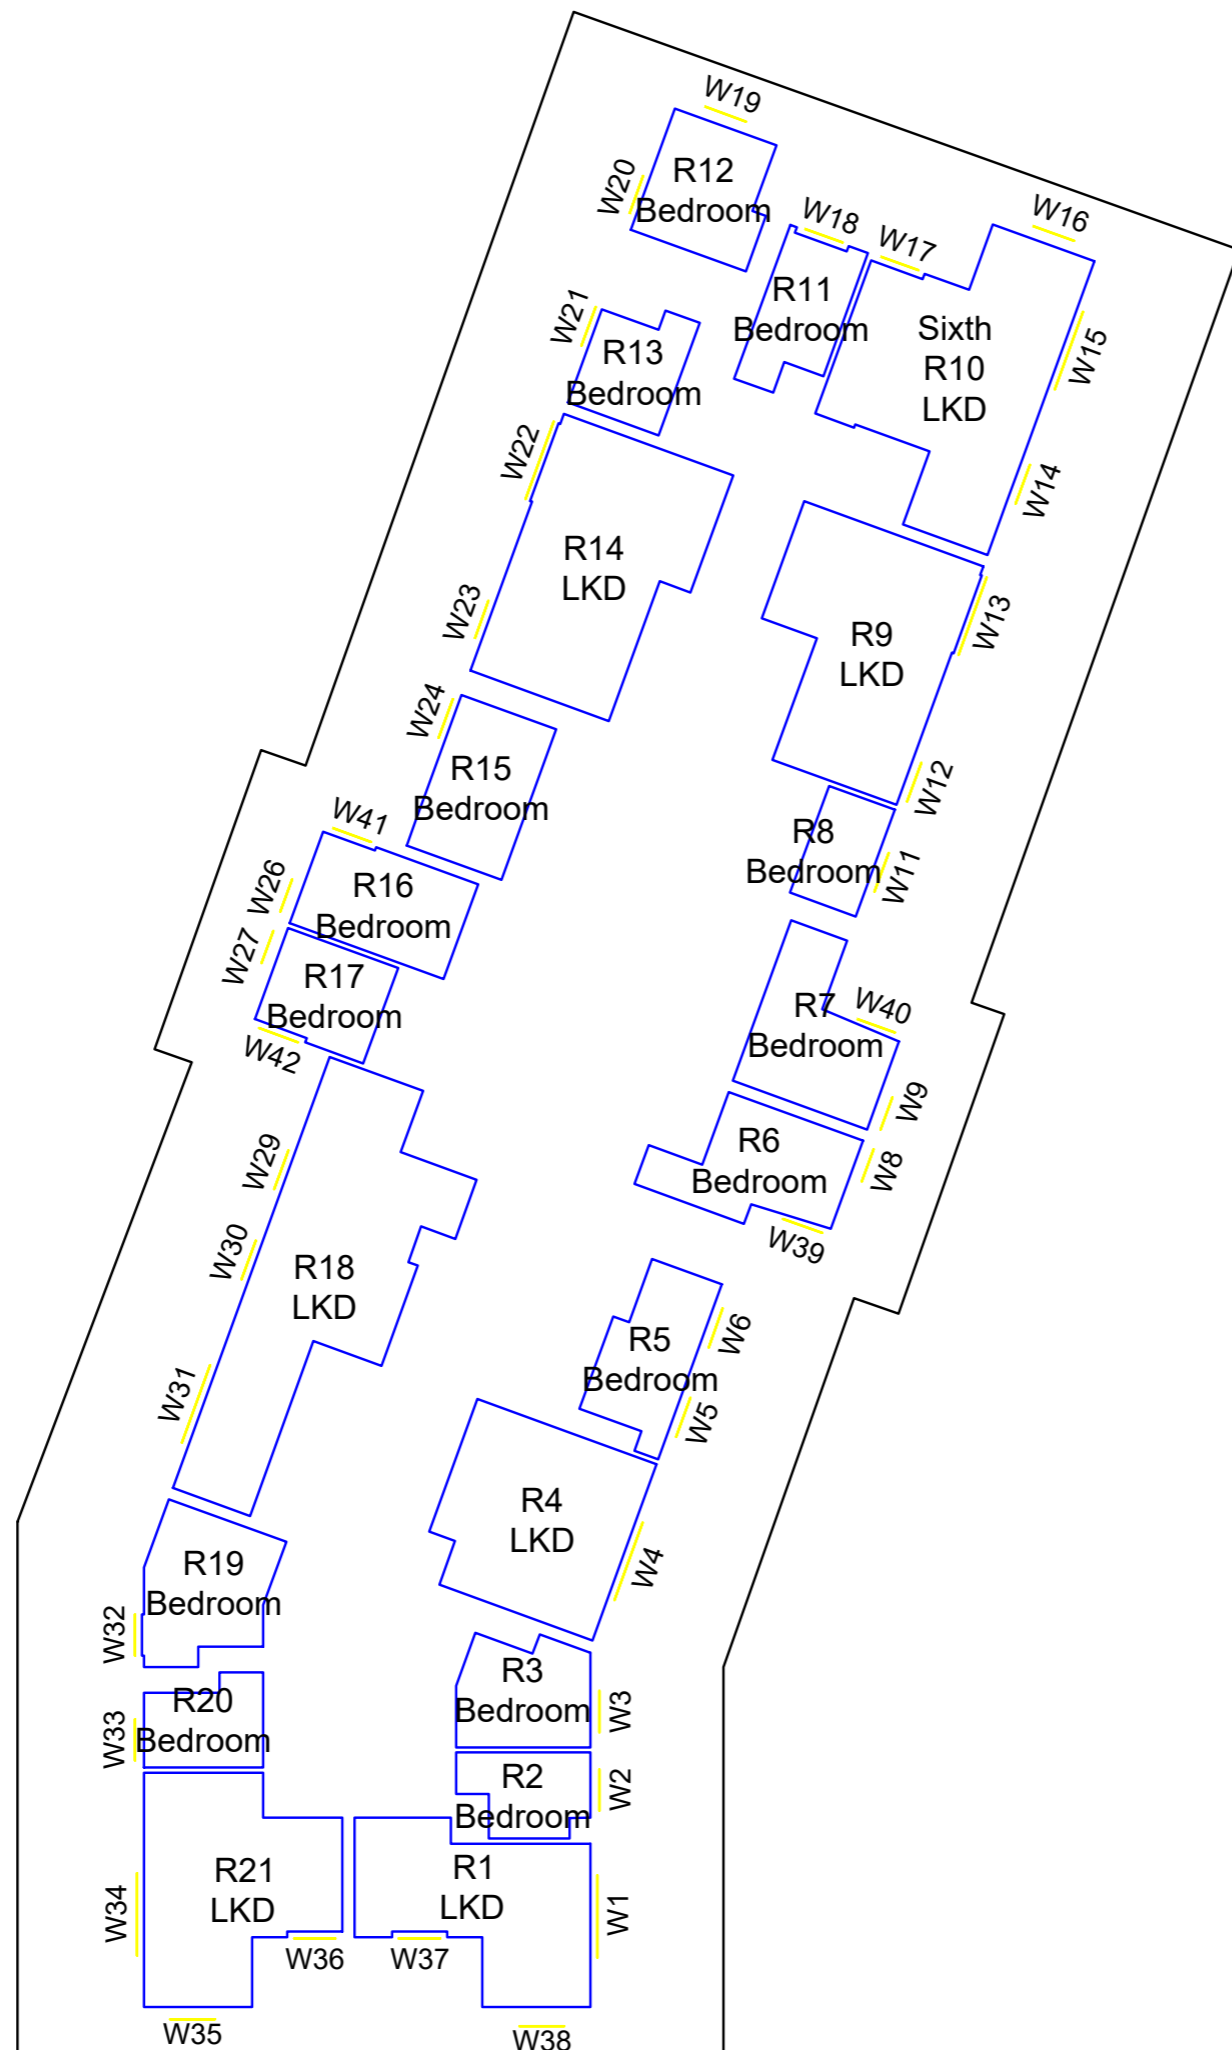 W19
R12
Bedroom
W20
W18
W17
W16
R11
Bedroom
Sixth
R10
LKD
W15
W14
W21
R13
Bedroom
W22
R14
LKD
W23
R9
LKD
W13
W12
W24
R15
Bedroom
R8
Bedroom
W11
W41
R16
Bedroom
W26
W27
R17
Bedroom
W42
R7
Bedroom
W40
W9
R6
Bedroom
W8
W39
W29
W30
R18
LKD
W31
R5
Bedroom
W6
W5
R4
LKD
W4
R19
Bedroom
W32
R3
Bedroom
W3
R20
Bedroom
W33
R2
Bedroom
W2
R21
LKD
W34
R1
LKD
W1
W36
W37
W35
W38